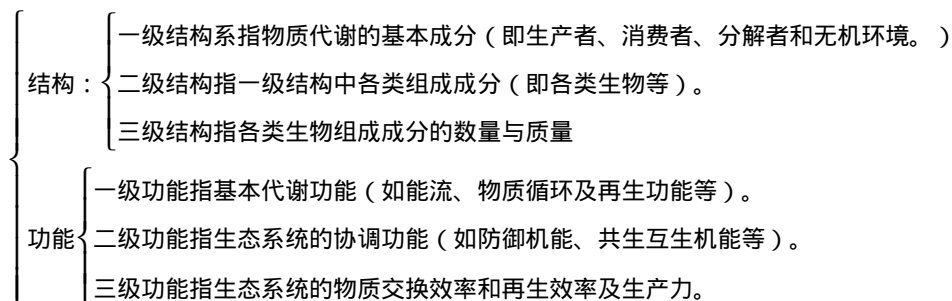 结构：
一级结构系指物质代谢的基本成分（即生产者、消费者、分解者和无机环境。）
二级结构指一级结构中各类组成成分（即各类生物等）。
三级结构指各类生物组成成分的数量与质量
功能
一级功能指基本代谢功能（如能流、物质循环及再生功能等）。
二级功能指生态系统的协调功能（如防御机能、共生互生机能等）。
三级功能指生态系统的物质交换效率和再生效率及生产力。